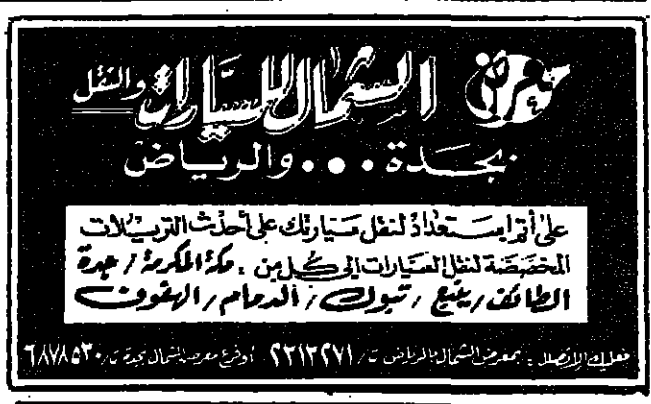 معرض الشمال للسيارات والنقل
بجدة ... والرياض
على أتم استعداد لنقل سيارتك على أحدث التريلات
المخصصة لنقل السيارات إلى كل من . مكة المكرمة / جدة
الطائف / ينبع / تبوك / الدمام / الهفوف
فعليك الإتصال : بمعرض الشمال بالرياض ت / ٢٣١٢٢٧١ أو فرع معرض الشمال بجدة ت / ٦٨٧٨٥٣٠